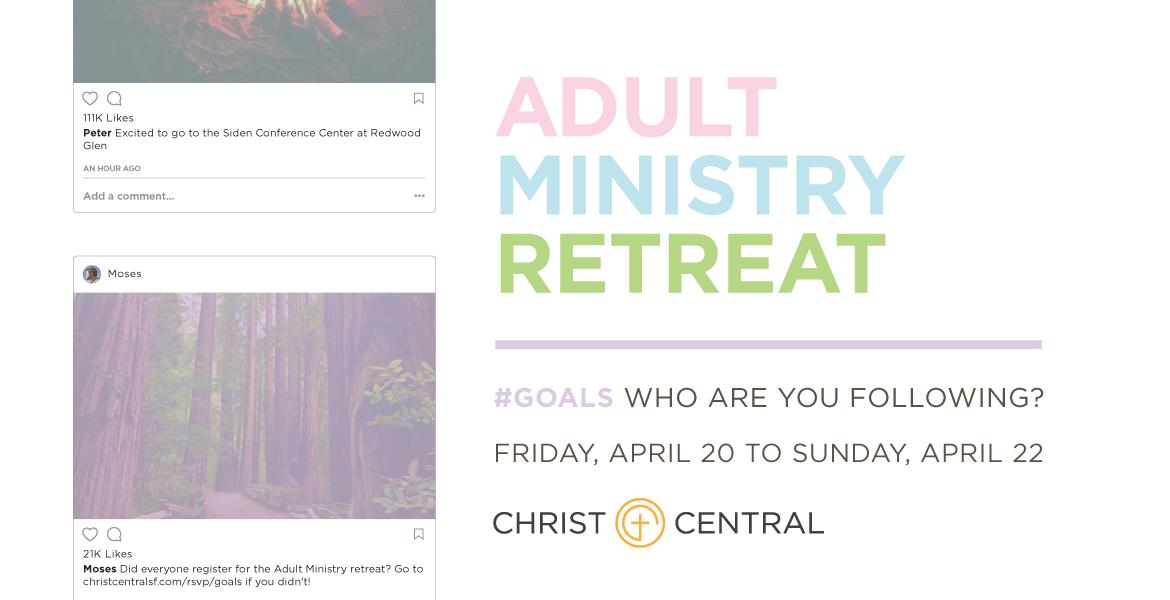 111K Likes
Peter Excited to go to the Siden Conference Center at Redwood
Glen
AN HOUR AGO
Add a comment...
Moses
21K Likes
Moses Did everyone register for the Adult Ministry retreat? Go to
christcentralsf.com/rsvp/goals if you didn't!
ADULT
MINISTRY
RETREAT
#GOALS WHO ARE YOU FOLLOWING?
FRIDAY, APRIL 20 TO SUNDAY, APRIL 22
CHRIST CENTRAL